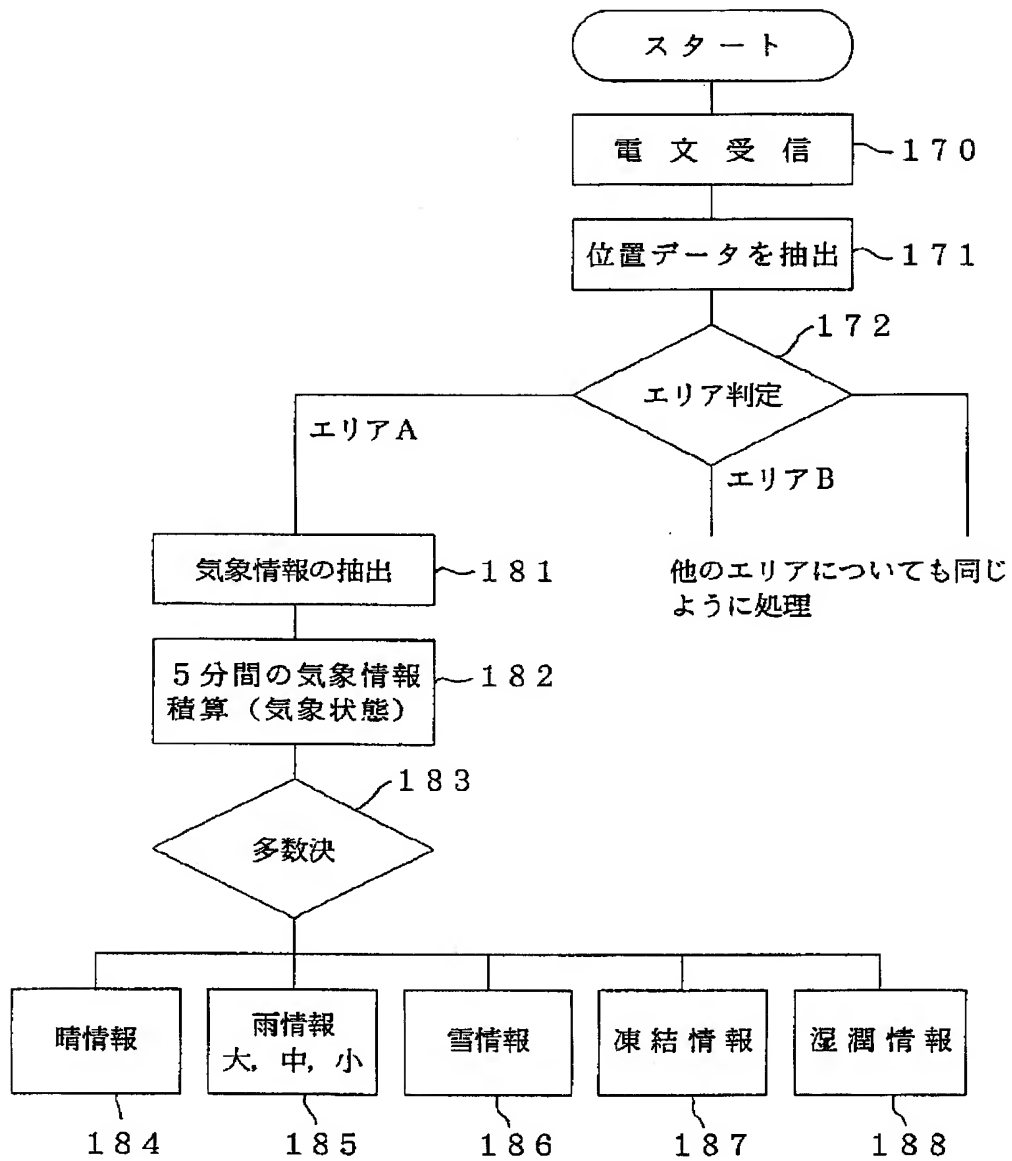 スタート
電文受信
170
位置データを抽出
171
172
エリア判定
エリアA
エリアB
気象情報の抽出
181
他のエリアについても同じ
ように処理
5分間の気象情報
積算(気象状態)
182
183
多数決
晴情報
雨情報
大,中,小
雪情報
凍結情報
湿潤情報
184
185
186
187
188